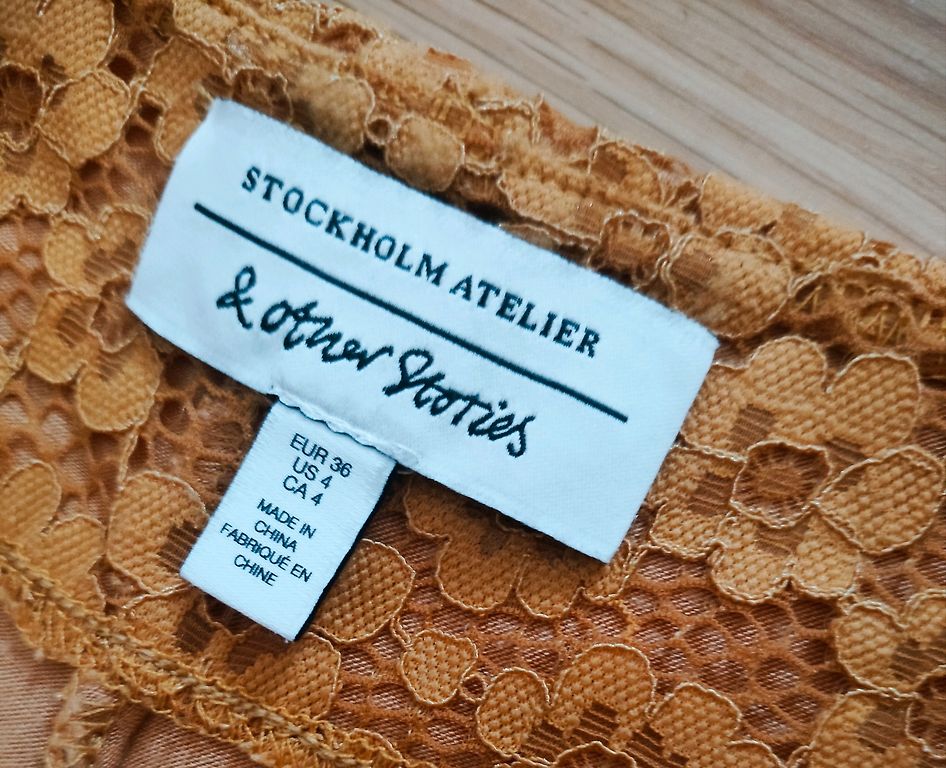 STOCKHOLM ATELIER
& Other Stories
EUR 36
US 4
CA 4
MADE IN
CHINA
FABRIQUÉ EN
CHINE